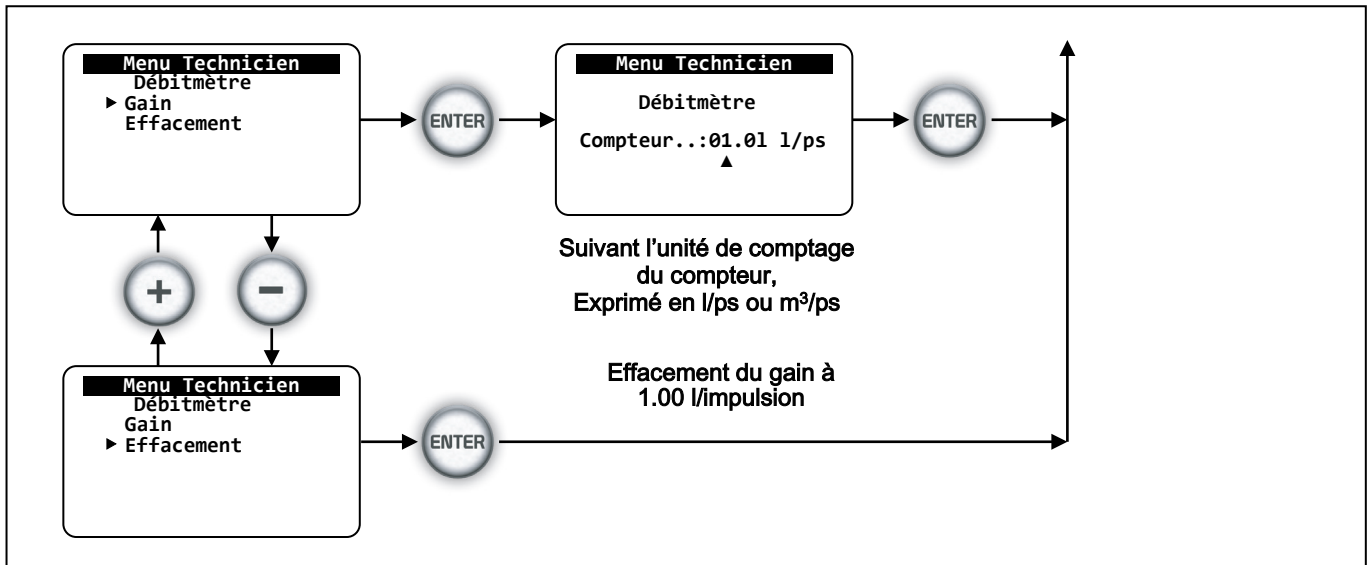 Menu Technicien
Débitmètre
▶ Gain
Effacement
ENTER
Menu Technicien
Débitmètre
Compteur..:01.0l l/ps
▲
ENTER
Suivant l’unité de comptage
du compteur,
Exprimé en l/ps ou m³/ps
+
-
Menu Technicien
Débitmètre
Gain
▶ Effacement
ENTER
Effacement du gain à
1.00 l/impulsion